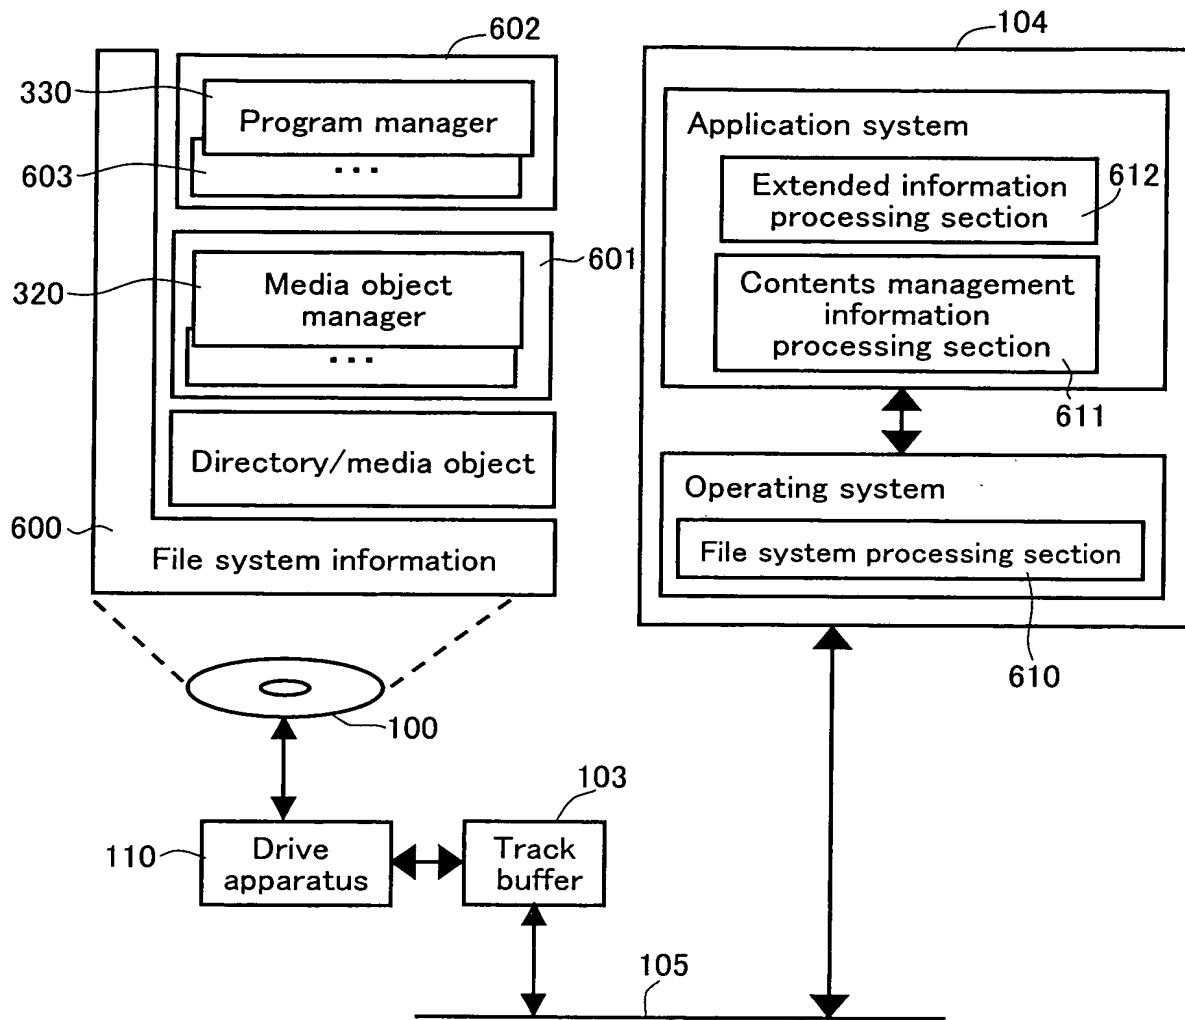 602
104
330
Program manager
603
...
Application system
Extended information
processing section
612
601
320
Media object
manager
...
Contents management
information
processing section
611
Directory/media object
Operating system
600
File system information
File system processing section
610
100
103
110
Drive
apparatus
Track
buffer
105